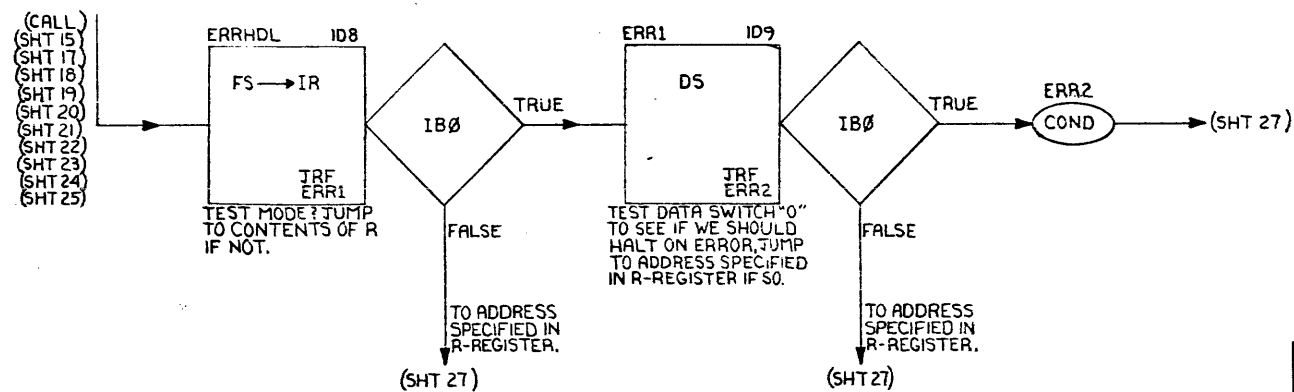 (CALL)
(SHT 15)
(SHT 17)
(SHT 18)
(SHT 19)
(SHT 20)
(SHT 21)
(SHT 22)
(SHT 23)
(SHT 24)
(SHT 25)
ERRHDL 1D8
FS → IR
JRF
ERR1
TEST MODE? JUMP
TO CONTENTS OF R
IF NOT.
IBØ
TRUE
FALSE
TO ADDRESS
SPECIFIED IN
R-REGISTER.
(SHT 27)
ERR1 1D9
DS
JRF
ERR2
TEST DATA SWITCH "0"
TO SEE IF WE SHOULD
HALT ON ERROR, JUMP
TO ADDRESS SPECIFIED
IN R-REGISTER IF SO.
IBØ
TRUE
FALSE
TO ADDRESS
SPECIFIED IN
R-REGISTER.
(SHT 27)
ERR2
COND
(SHT 27)